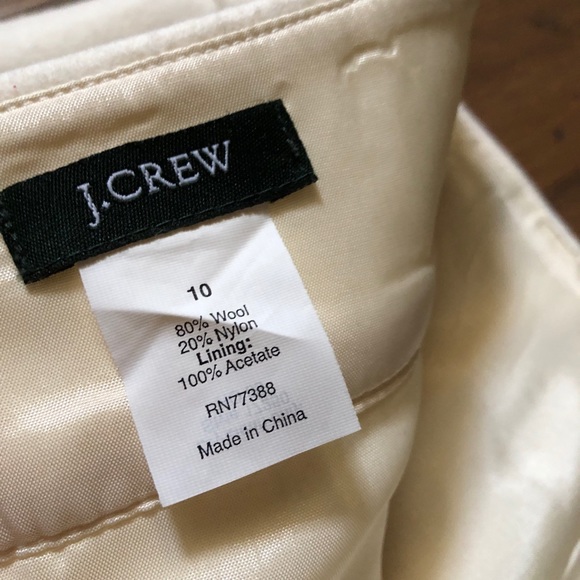 J.CREW
10
80% Wool
20% Nylon
Lining:
100% Acetate
RN77388
Made in China